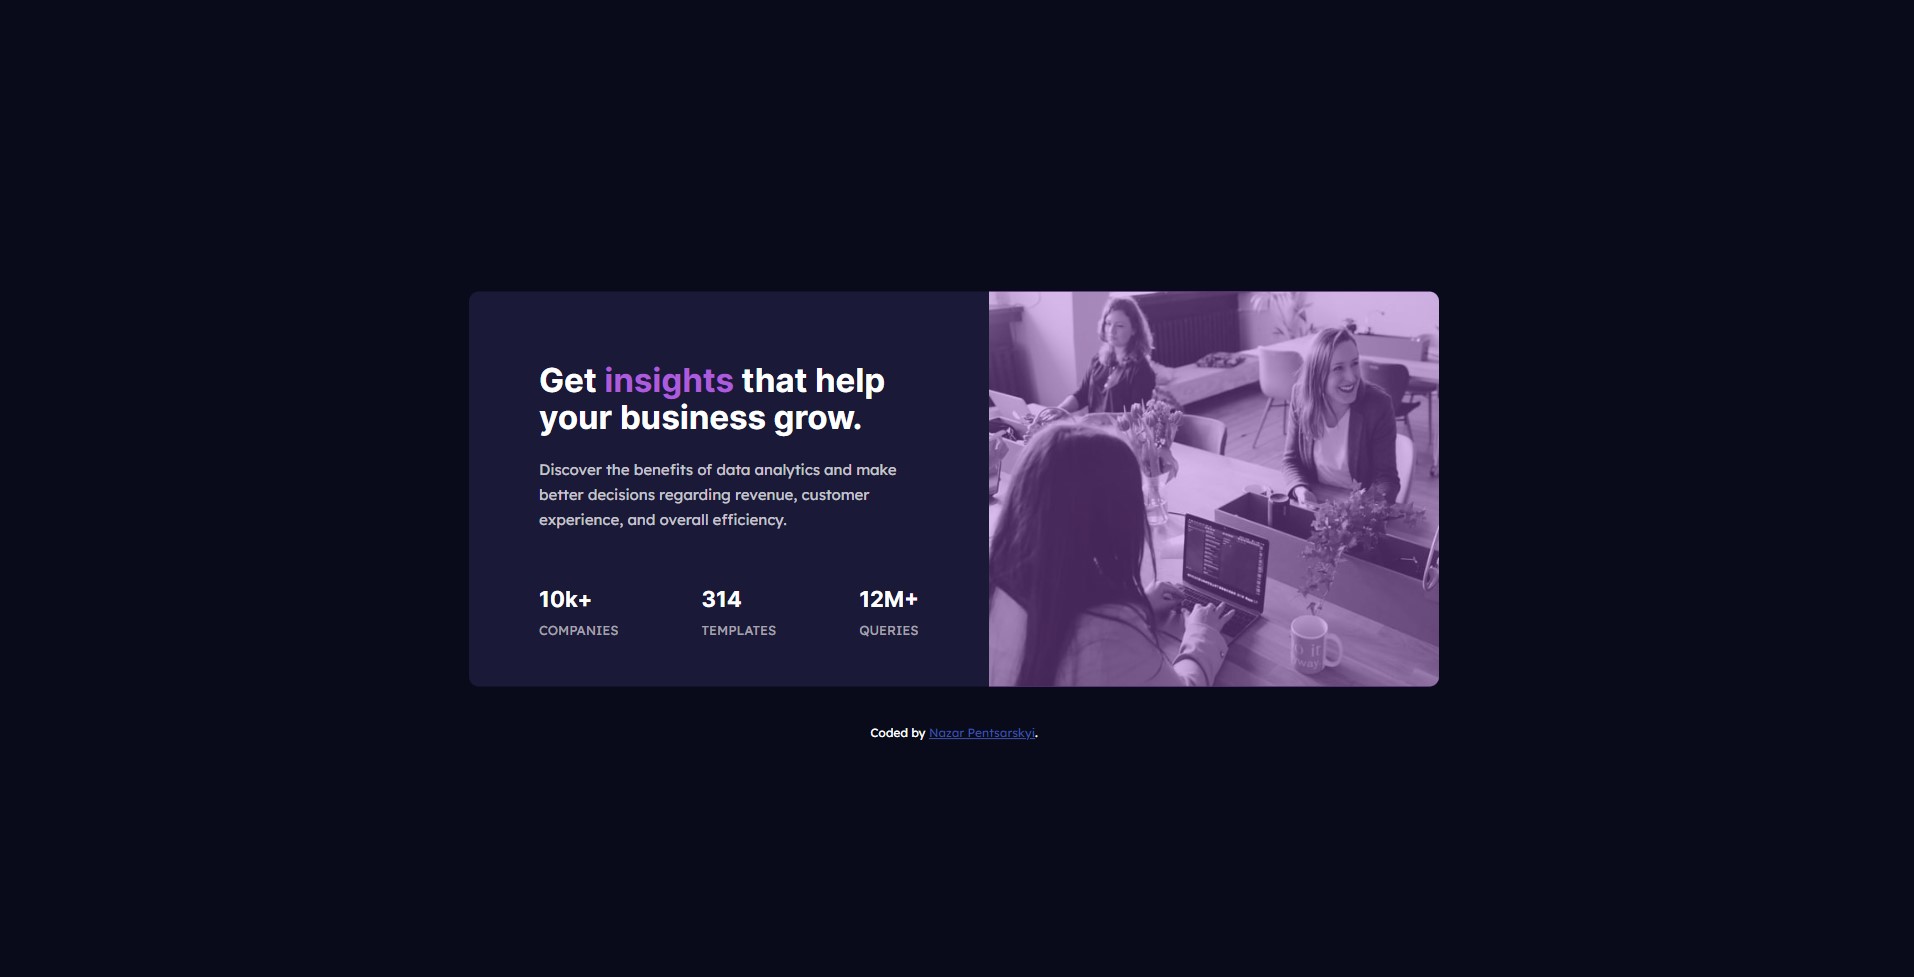 Get insights that help
your business grow.
Discover the benefits of data analytics and make
better decisions regarding revenue, customer
experience, and overall efficiency.
10k+ 314 12M+
COMPANIES TEMPLATES QUERIES
Coded by Nazar Pentsarskyi.